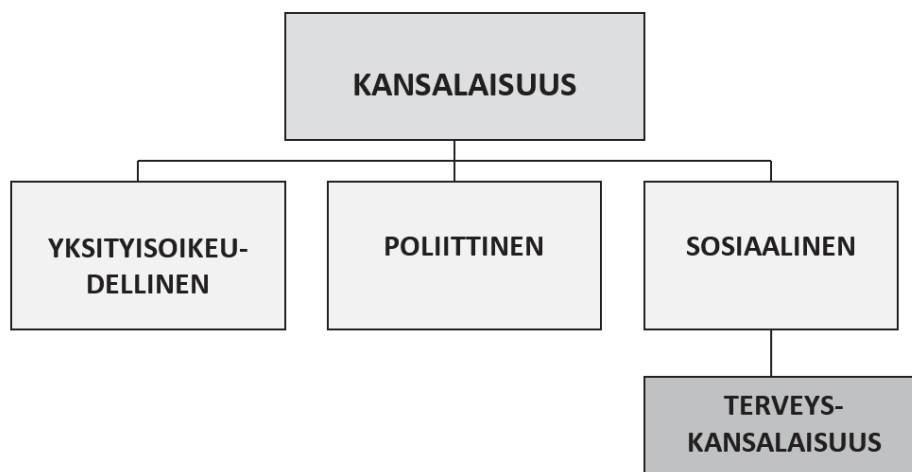 KANSALAISUUS
YKSITYISOIKEU-
DELLINEN
POLIITTINEN
SOSIAALINEN
TERVEYS-
KANSALAISUUS